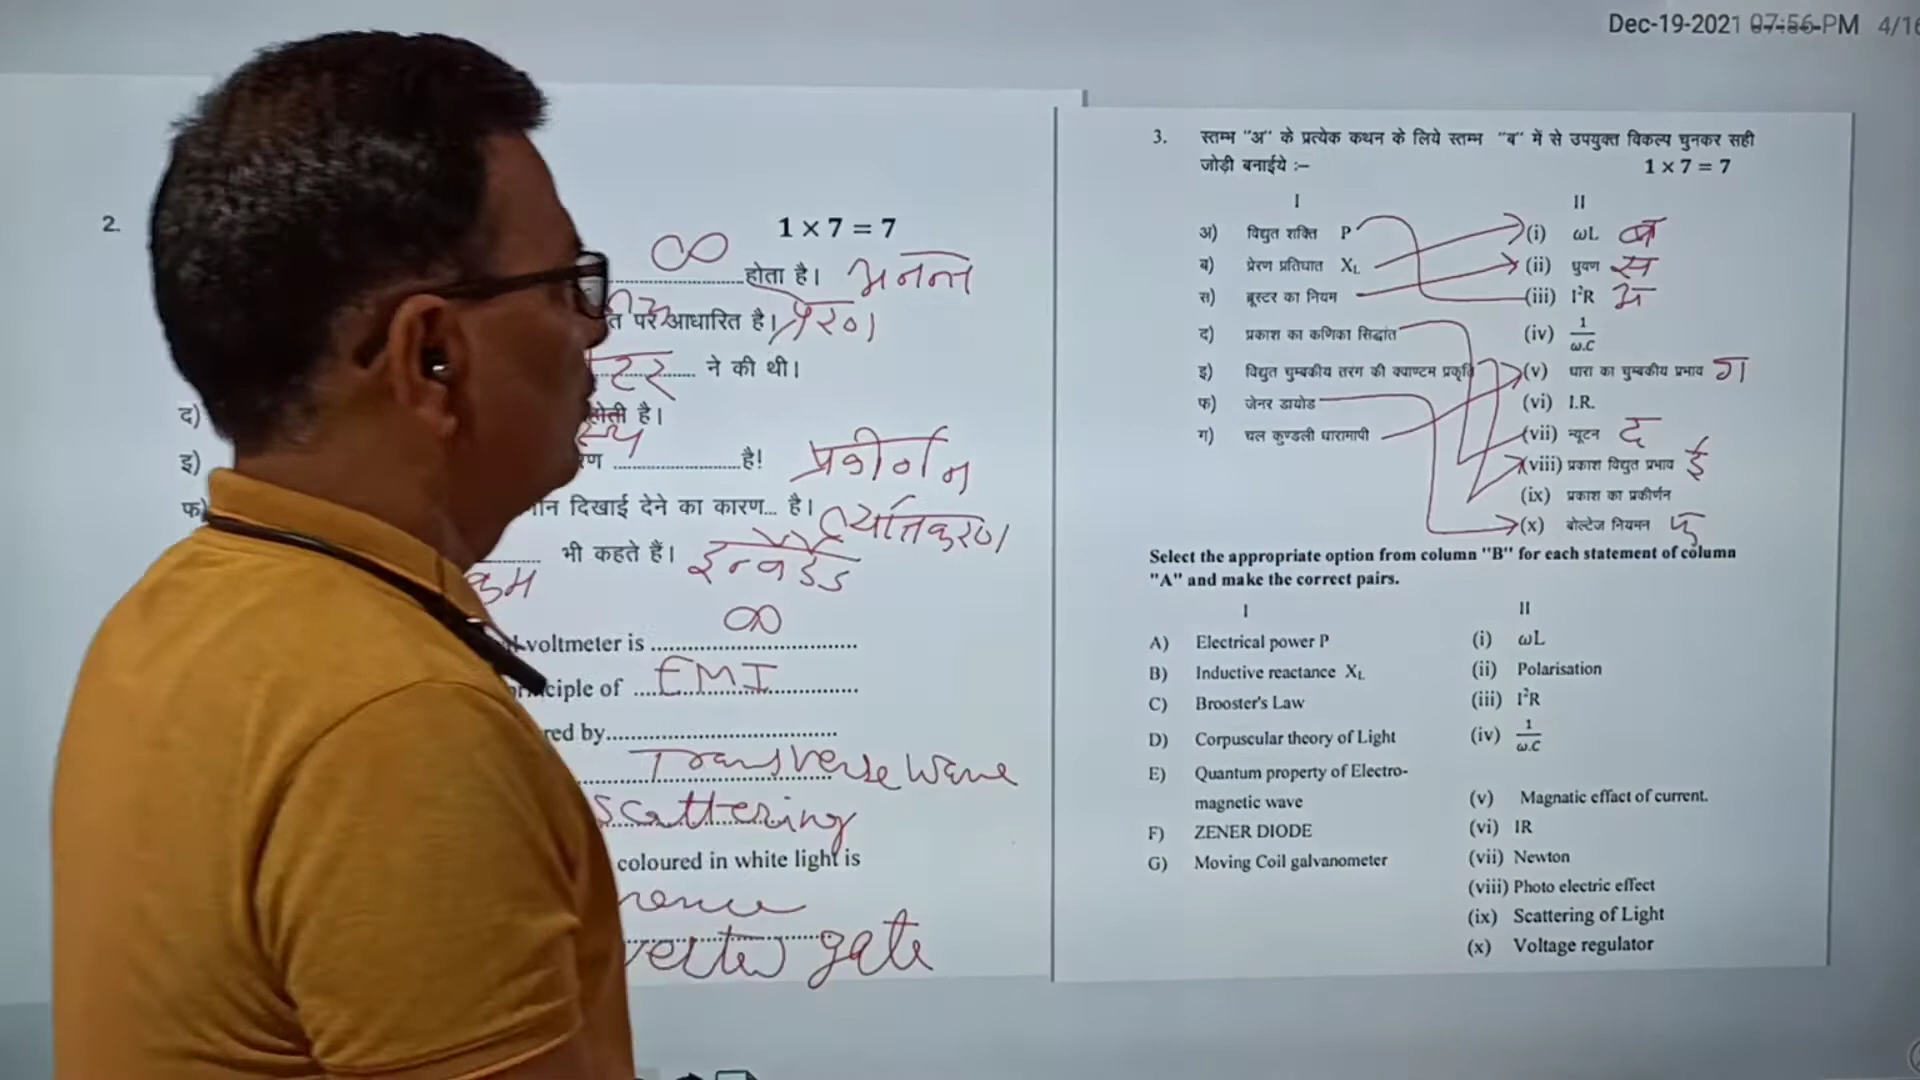 Dec-19-2021 07:56 PM 4/16
2.
1 × 7 = 7
∞
होता है। अनन्त
त पर आधारित है। प्रेरण
ने की थी।
द) होती है।
इ) है! प्रकीर्णन
फ) दिखाई देने का कारण... है।
व्यतिकरण
भी कहते हैं। इन्वर्टेड
∞
voltmeter is
ciple of EMI
red by
Transverse wave
scattering
coloured in white light is
gate
3. स्तम्भ "अ" के प्रत्येक कथन के लिये स्तम्भ "ब" में से उपयुक्त विकल्प चुनकर सही
जोड़ी बनाईये :– 1 × 7 = 7
I II
अ) विद्युत शक्ति P (i) ωL ब
ब) प्रेरण प्रतिघात XL (ii) ध्रुवण स
स) ब्रूस्टर का नियम (iii) I²R अ
द) प्रकाश का कणिका सिद्धांत (iv) 1/ω.C
इ) विद्युत चुम्बकीय तरंग की क्वाण्टम प्रकृति (v) धारा का चुम्बकीय प्रभाव ग
फ) जेनर डायोड (vi) I.R.
ग) चल कुण्डली धारामापी (vii) न्यूटन द
(viii) प्रकाश विद्युत प्रभाव ई
(ix) प्रकाश का प्रकीर्णन
(x) बोल्टेज नियमन फ
Select the appropriate option from column "B" for each statement of column
"A" and make the correct pairs.
I II
A) Electrical power P (i) ωL
B) Inductive reactance XL (ii) Polarisation
C) Brooster's Law (iii) I²R
D) Corpuscular theory of Light (iv) 1/ω.C
E) Quantum property of Electro-
magnetic wave (v) Magnatic effact of current.
F) ZENER DIODE (vi) IR
G) Moving Coil galvanometer (vii) Newton
(viii) Photo electric effect
(ix) Scattering of Light
(x) Voltage regulator